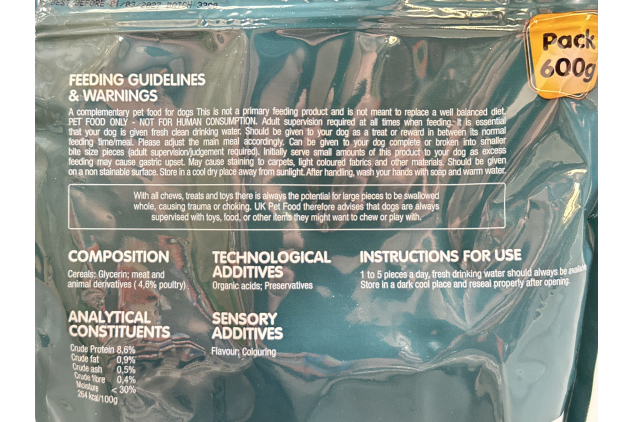 BEST BEFORE 01/03/2027 BATCH 3360
Pack
600g
FEEDING GUIDELINES
& WARNINGS
A complementary pet food for dogs This is not a primary feeding product and is not meant to replace a well balanced diet.
PET FOOD ONLY - NOT FOR HUMAN CONSUMPTION. Adult supervision required at all times when feeding. It is essential
that your dog is given fresh clean drinking water. Should be given to your dog as a treat or reward in between its normal
feeding time/meal. Please adjust the main meal accordingly. Can be given to your dog complete or broken into smaller
bite size pieces (adult supervision/judgement required). Initially serve small amounts of this product to your dog as excess
feeding may cause gastric upset. May cause staining to carpets, light coloured fabrics and other materials. Should be given
on a non stainable surface. Store in a cool dry place away from sunlight. After handling, wash your hands with soap and warm water.
With all chews, treats and toys there is always the potential for large pieces to be swallowed
whole, causing trauma or choking. UK Pet Food therefore advises that dogs are always
supervised with toys, food, or other items they might want to chew or play with.
COMPOSITION
Cereals; Glycerin; meat and
animal derivatives ( 4,6% poultry)
TECHNOLOGICAL
ADDITIVES
Organic acids; Preservatives
INSTRUCTIONS FOR USE
1 to 5 pieces a day, fresh drinking water should always be available
Store in a dark cool place and reseal properly after opening.
ANALYTICAL
CONSTITUENTS
Crude Protein 8,6%
Crude fat 0,9%
Crude ash 0,5%
Crude fibre 0,4%
Moisture < 30%
264 kcal/100g
SENSORY
ADDITIVES
Flavour; Colouring